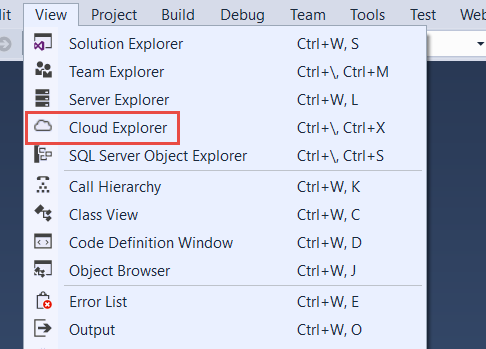 dit View Project Build Debug Team Tools Test Web
Solution Explorer Ctrl+W, S
Team Explorer Ctrl+\, Ctrl+M
Server Explorer Ctrl+W, L
Cloud Explorer Ctrl+\, Ctrl+X
SQL Server Object Explorer Ctrl+\, Ctrl+S
Call Hierarchy Ctrl+W, K
Class View Ctrl+W, C
Code Definition Window Ctrl+W, D
Object Browser Ctrl+W, J
Error List Ctrl+W, E
Output Ctrl+W, O